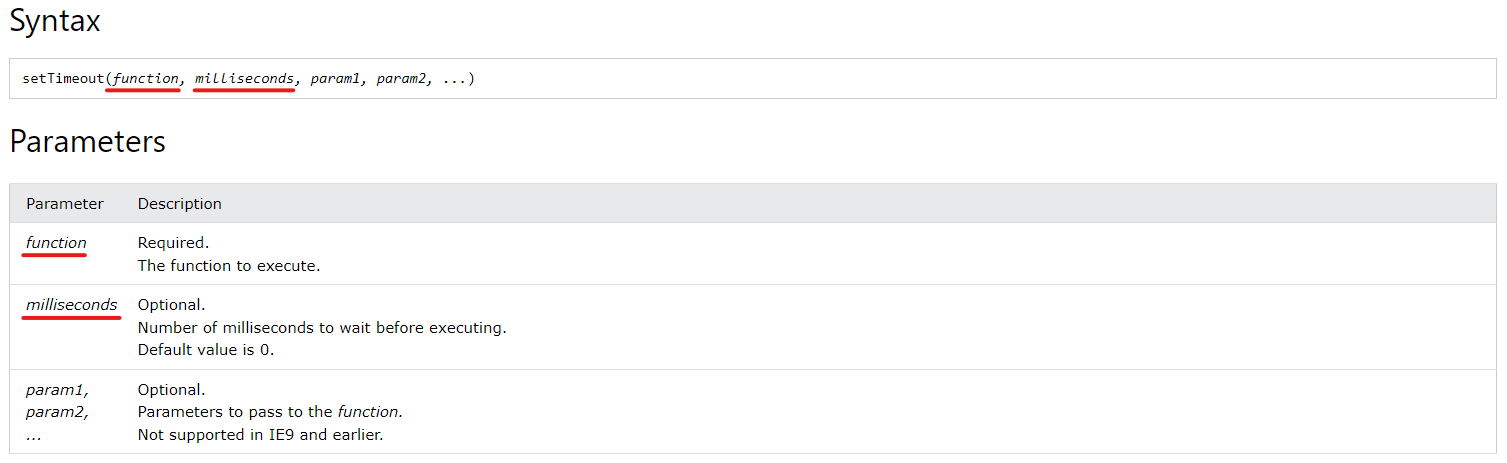 Syntax
setTimeout(function, milliseconds, param1, param2, ...)
Parameters
Parameter Description
function Required.
The function to execute.
milliseconds Optional.
Number of milliseconds to wait before executing.
Default value is 0.
param1, Optional.
param2, Parameters to pass to the function.
... Not supported in IE9 and earlier.